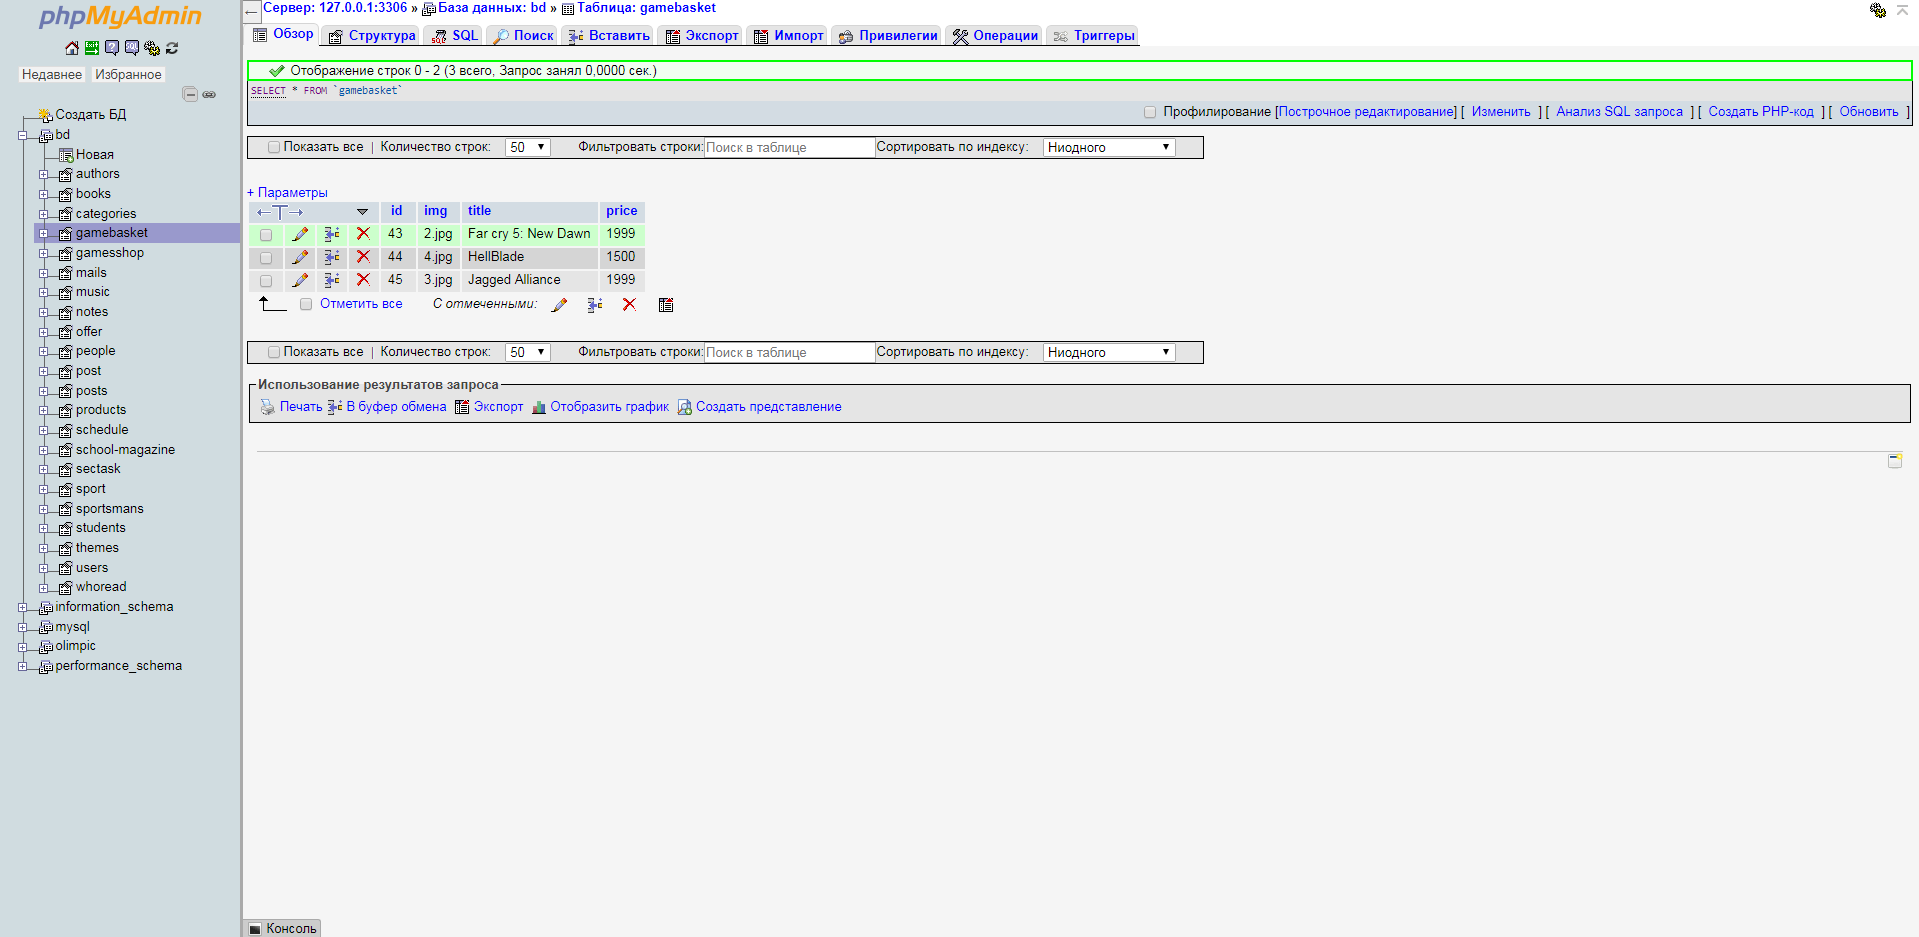 phpMyAdmin
Недавнее Избранное
Создать БД
bd
Новая
authors
books
categories
gamebasket
gamesshop
mails
music
notes
offer
people
post
posts
products
schedule
school-magazine
sectask
sport
sportsmans
students
themes
users
whoread
information_schema
mysql
olimpic
performance_schema
Сервер: 127.0.0.1:3306 » База данных: bd » Таблица: gamebasket
Обзор Структура SQL Поиск Вставить Экспорт Импорт Привилегии Операции Триггеры
Отображение строк 0 - 2 (3 всего, Запрос занял 0,0000 сек.)
SELECT * FROM `gamebasket`
Профилирование [Построчное редактирование] [ Изменить ] [ Анализ SQL запроса ] [ Создать PHP-код ] [ Обновить ]
Показать все | Количество строк: 50 Фильтровать строки: Поиск в таблице Сортировать по индексу: Ниодного
+ Параметры
←T→ id img title price
43 2.jpg Far cry 5: New Dawn 1999
44 4.jpg HellBlade 1500
45 3.jpg Jagged Alliance 1999
Отметить все С отмеченными:
Показать все | Количество строк: 50 Фильтровать строки: Поиск в таблице Сортировать по индексу: Ниодного
Использование результатов запроса
Печать В буфер обмена Экспорт Отобразить график Создать представление
Консоль